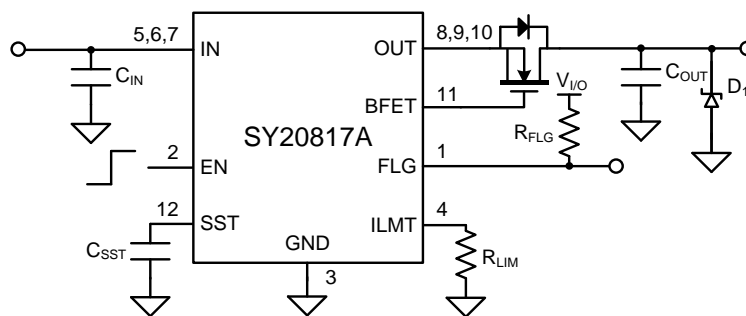 5,6,7
IN
OUT
8,9,10
C_IN
V_I/O
C_OUT
D_1
BFET
11
SY20817A
R_FLG
2
EN
FLG
1
12
SST
ILMT
4
C_SST
GND
3
R_LIM